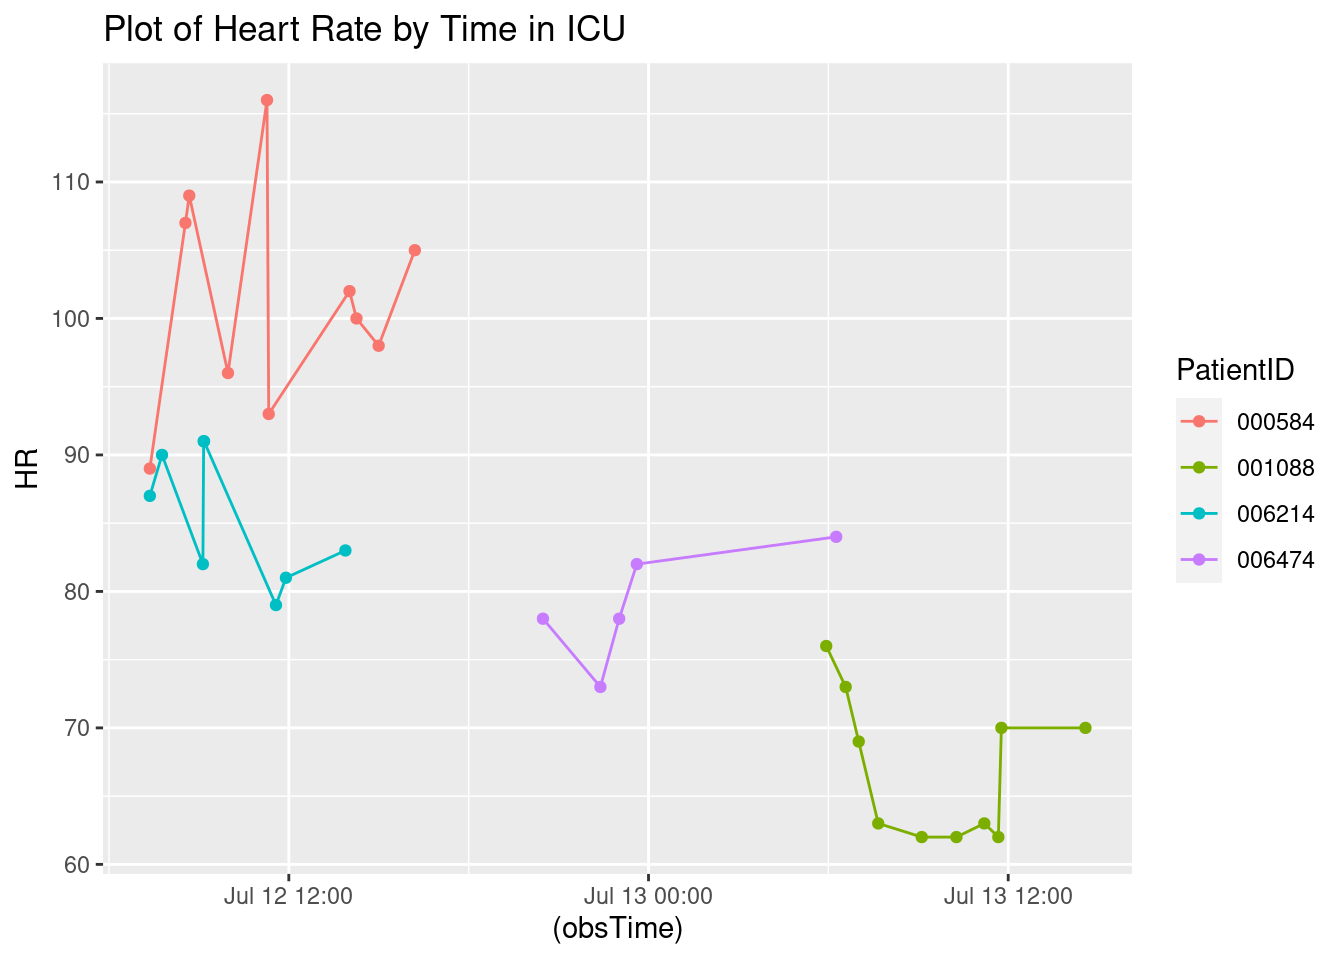 Plot of Heart Rate by Time in ICU
HR
110
100
90
80
70
60
Jul 12 12:00
Jul 13 00:00
Jul 13 12:00
(obsTime)
PatientID
000584
001088
006214
006474